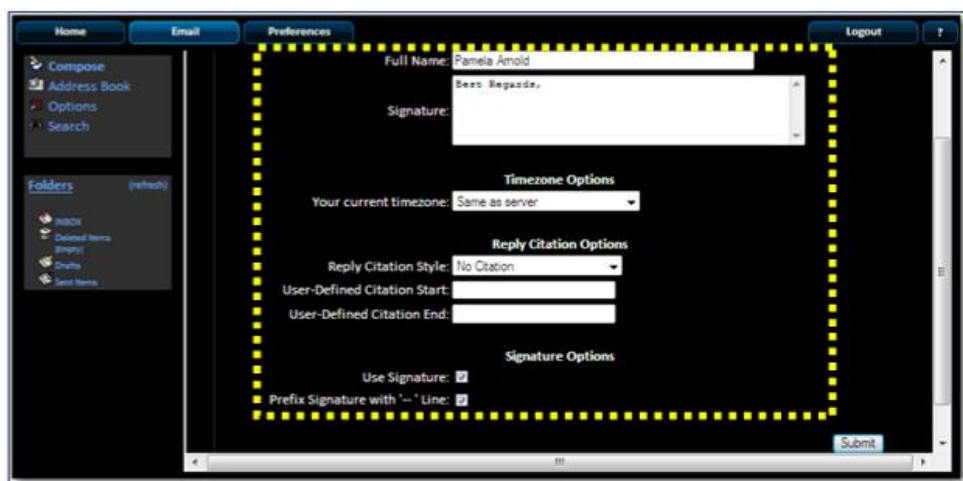 Home Email Preferences Logout ?
Compose
Address Book
Options
Search
Folders (refresh)
INBOX
Deleted Items
(Empty)
Drafts
Sent Items
Full Name: Pamela Arnold
Signature: Best Regards,
Timezone Options
Your current timezone: Same as server
Reply Citation Options
Reply Citation Style: No Citation
User-Defined Citation Start:
User-Defined Citation End:
Signature Options
Use Signature:
Prefix Signature with '-- ' Line:
Submit